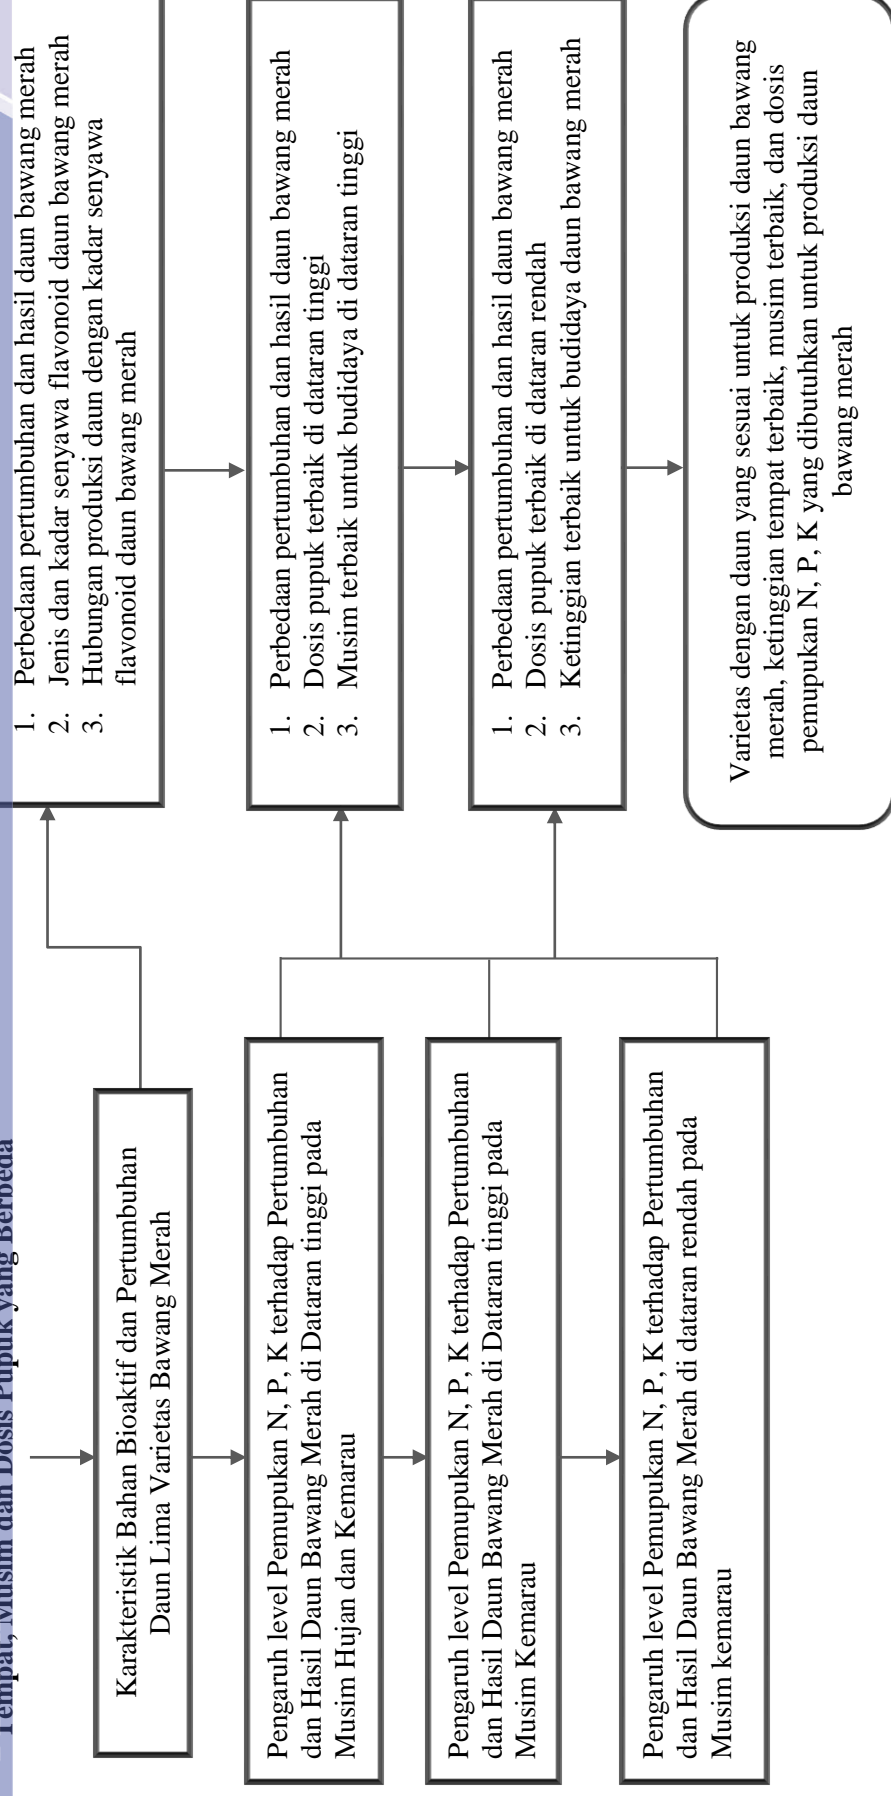 Tempat, Musim dan Dosis Pupuk yang Berbeda
Karakteristik Bahan Bioaktif dan Pertumbuhan
Daun Lima Varietas Bawang Merah
Pengaruh level Pemupukan N, P, K terhadap Pertumbuhan
dan Hasil Daun Bawang Merah di Dataran tinggi pada
Musim Hujan dan Kemarau
Pengaruh level Pemupukan N, P, K terhadap Pertumbuhan
dan Hasil Daun Bawang Merah di Dataran tinggi pada
Musim Kemarau
Pengaruh level Pemupukan N, P, K terhadap Pertumbuhan
dan Hasil Daun Bawang Merah di dataran rendah pada
Musim kemarau
1. Perbedaan pertumbuhan dan hasil daun bawang merah
2. Jenis dan kadar senyawa flavonoid daun bawang merah
3. Hubungan produksi daun dengan kadar senyawa
flavonoid daun bawang merah
1. Perbedaan pertumbuhan dan hasil daun bawang merah
2. Dosis pupuk terbaik di dataran tinggi
3. Musim terbaik untuk budidaya di dataran tinggi
1. Perbedaan pertumbuhan dan hasil daun bawang merah
2. Dosis pupuk terbaik di dataran rendah
3. Ketinggian terbaik untuk budidaya daun bawang merah
Varietas dengan daun yang sesuai untuk produksi daun bawang
merah, ketinggian tempat terbaik, musim terbaik, dan dosis
pemupukan N, P, K yang dibutuhkan untuk produksi daun
bawang merah